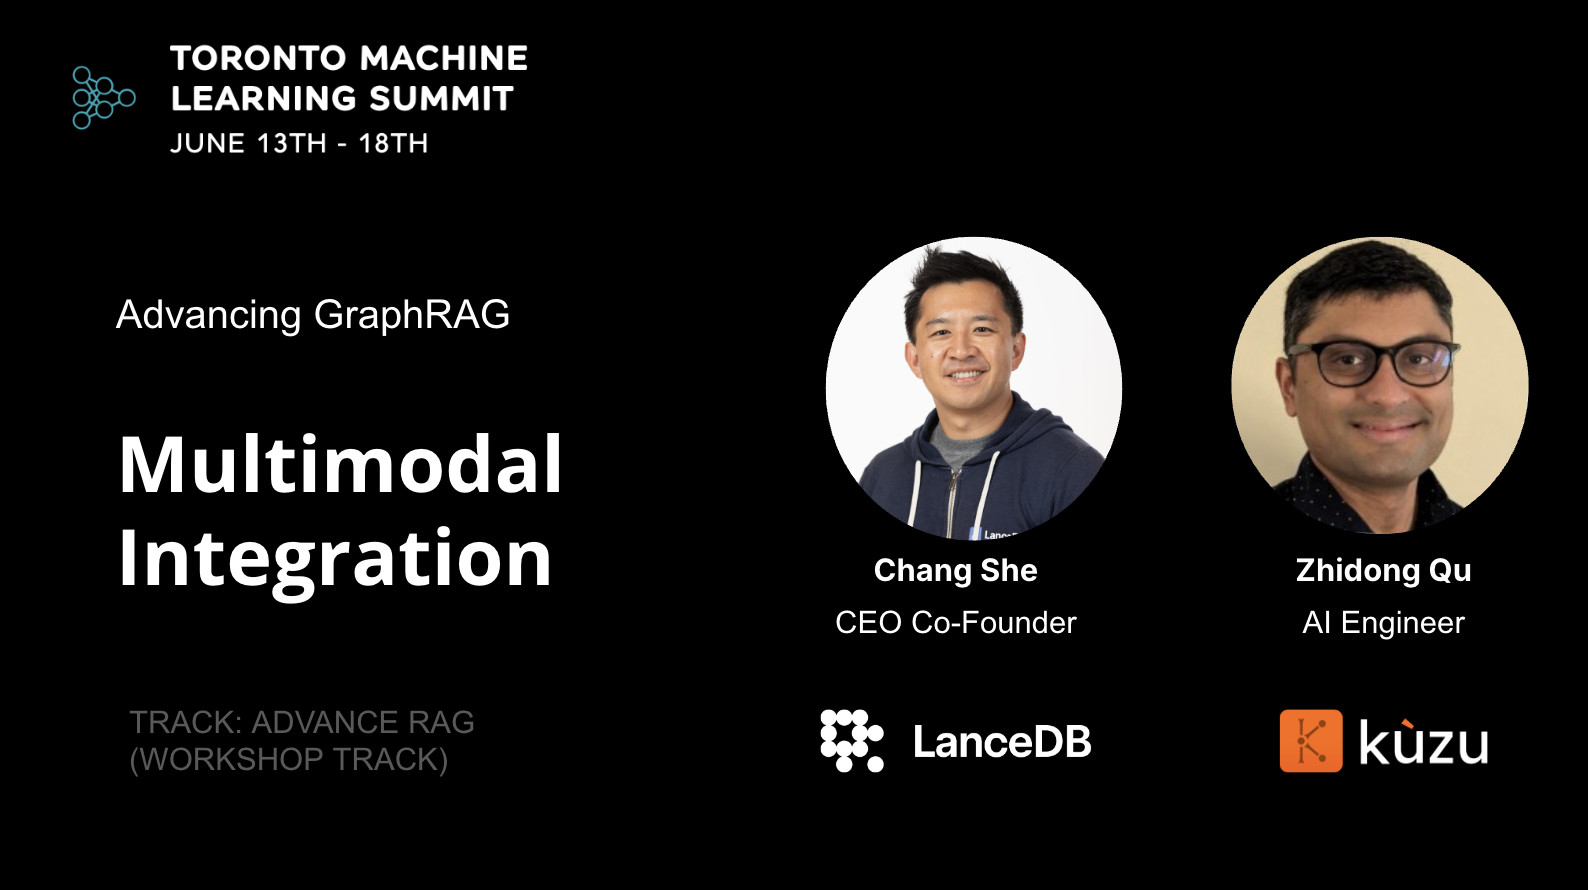 TORONTO MACHINE
LEARNING SUMMIT
JUNE 13TH - 18TH
Advancing GraphRAG
Multimodal
Integration
TRACK: ADVANCE RAG
(WORKSHOP TRACK)
Chang She
CEO Co-Founder
LanceDB
Zhidong Qu
AI Engineer
kùzu